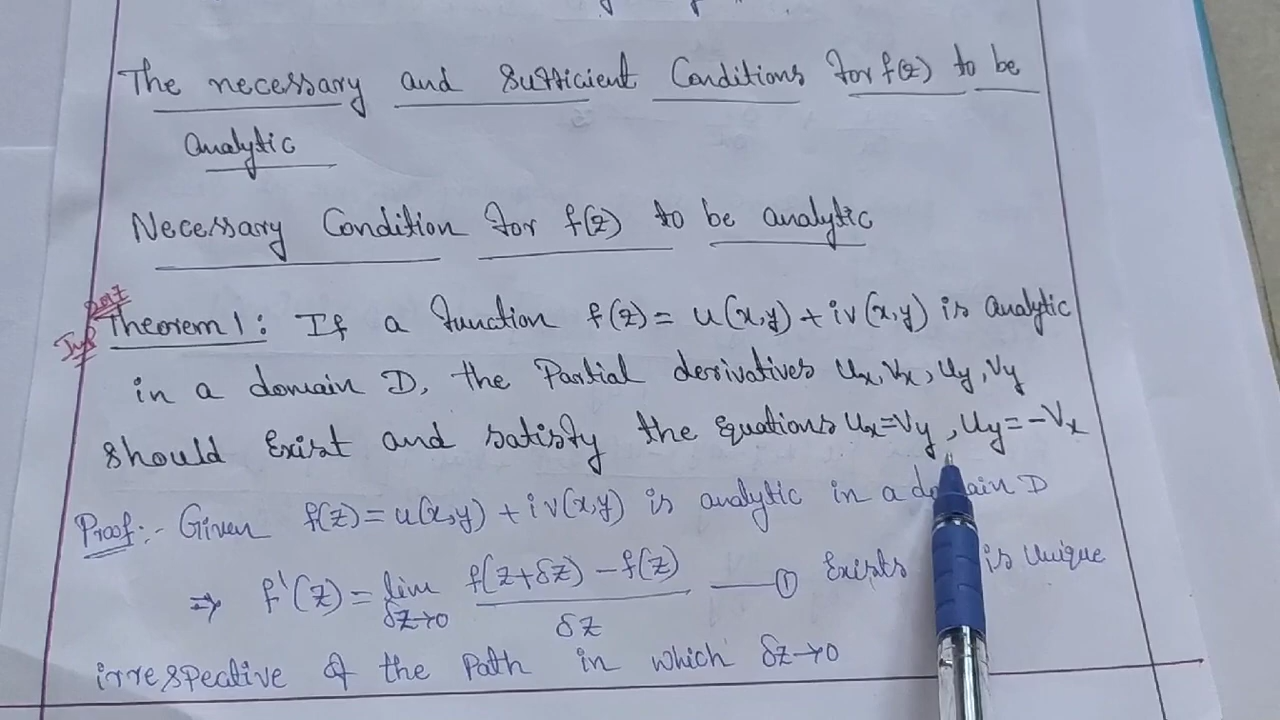 The necessary and Sufficient Conditions for f(z) to be
analytic
Necessary Condition for f(z) to be analytic
2017
Theorem 1: If a function f(z) = u(x,y) + iv(x,y) is analytic
in a domain D, the Partial derivatives Ux, Vx, Uy, Vy
should Exist and satisfy the Equations Ux=Vy, Uy=-Vx
Proof:- Given f(z) = u(x,y) + iv(x,y) is analytic in a domain D
⇒ f'(z) = lim δz→0 f(z+δz) - f(z) / δz —— ① Exists is Unique
irrespective of the Path in which δz→0